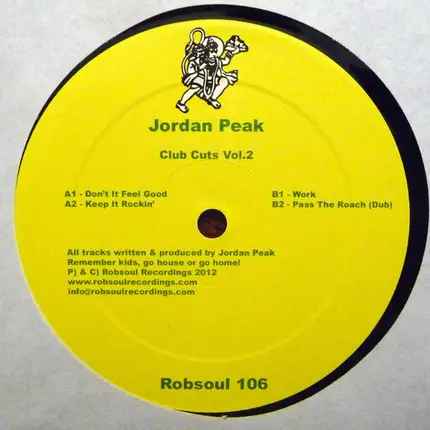 Jordan Peak
Club Cuts Vol.2
A1 - Don't It Feel Good
A2 - Keep It Rockin'
B1 - Work
B2 - Pass The Roach (Dub)
All tracks written & produced by Jordan Peak
Remember kids, go house or go home!
P) & C) Robsoul Recordings 2012
www.robsoulrecordings.com
info@robsoulrecordings.com
Robsoul 106